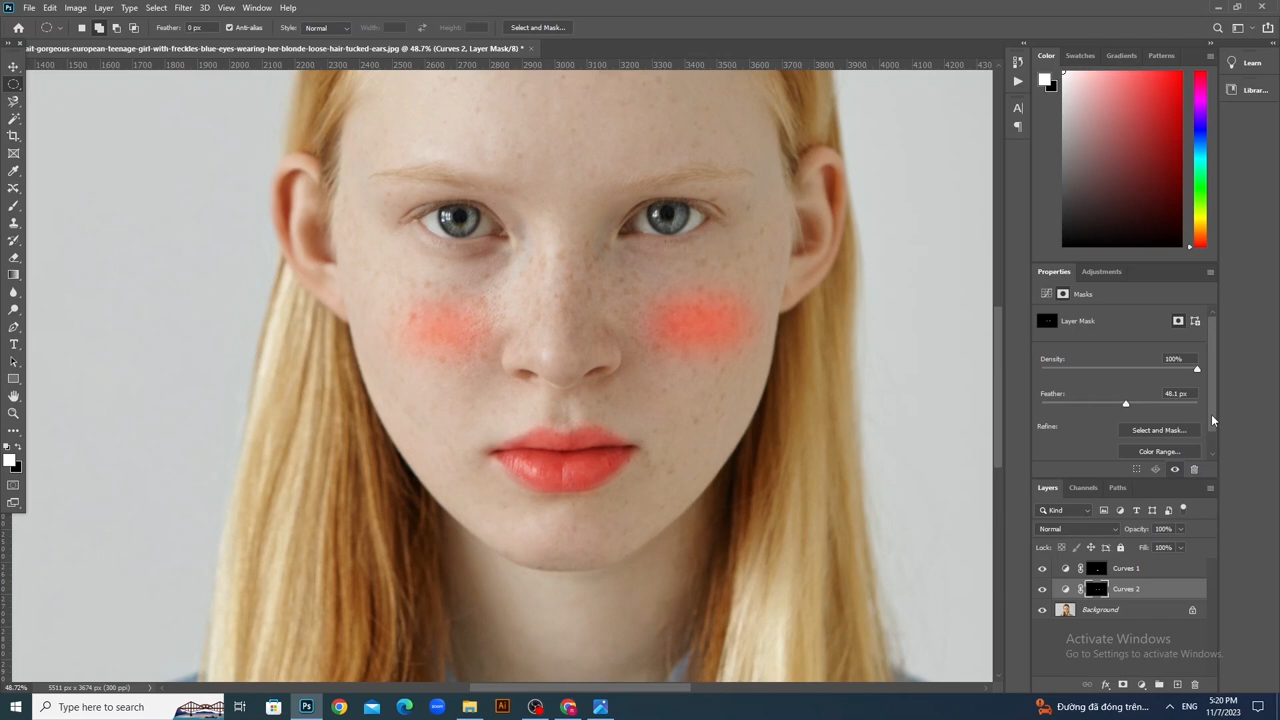 Ps File Edit Image Layer Type Select Filter 3D View Window Help
Feather: 0 px Anti-alias Style: Normal Width: Height: Select and Mask...
ait-gorgeous-european-teenage-girl-with-freckles-blue-eyes-wearing-her-blonde-loose-hair-tucked-ears.jpg @ 48.7% (Curves 2, Layer Mask/8) * ×
1400 1500 1600 1700 1800 1900 2000 2100 2200 2300 2400 2500 2600 2700 2800 2900 3000 3100 3200 3300 3400 3500 3600 3700 3800 3900 4000 4100 4200 430
Color Swatches Gradients Patterns
Learn
Librar...
Properties Adjustments
Masks
Layer Mask
Density: 100%
Feather: 48.1 px
Refine: Select and Mask...
Color Range...
Layers Channels Paths
Kind
Normal Opacity: 100%
Lock: Fill: 100%
Curves 1
Curves 2
Background
Activate Windows
Go to Settings to activate Windows.
48.72% 5511 px x 3674 px (300 ppi)
Type here to search
Ps
zoom
Ai
Đường đã đóng trên...
ENG
5:20 PM
11/7/2023